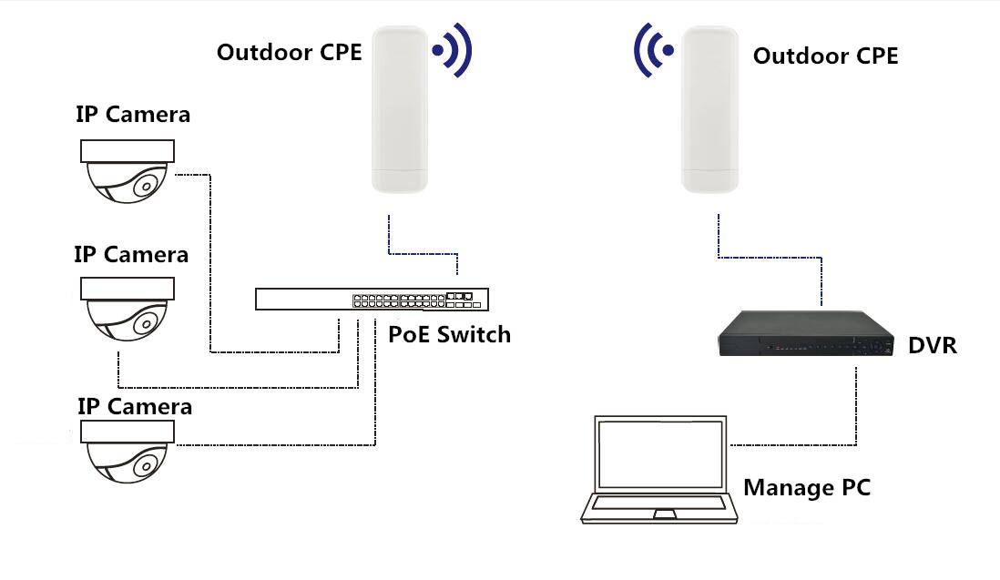 Outdoor CPE
Outdoor CPE
IP Camera
IP Camera
PoE Switch
DVR
IP Camera
Manage PC